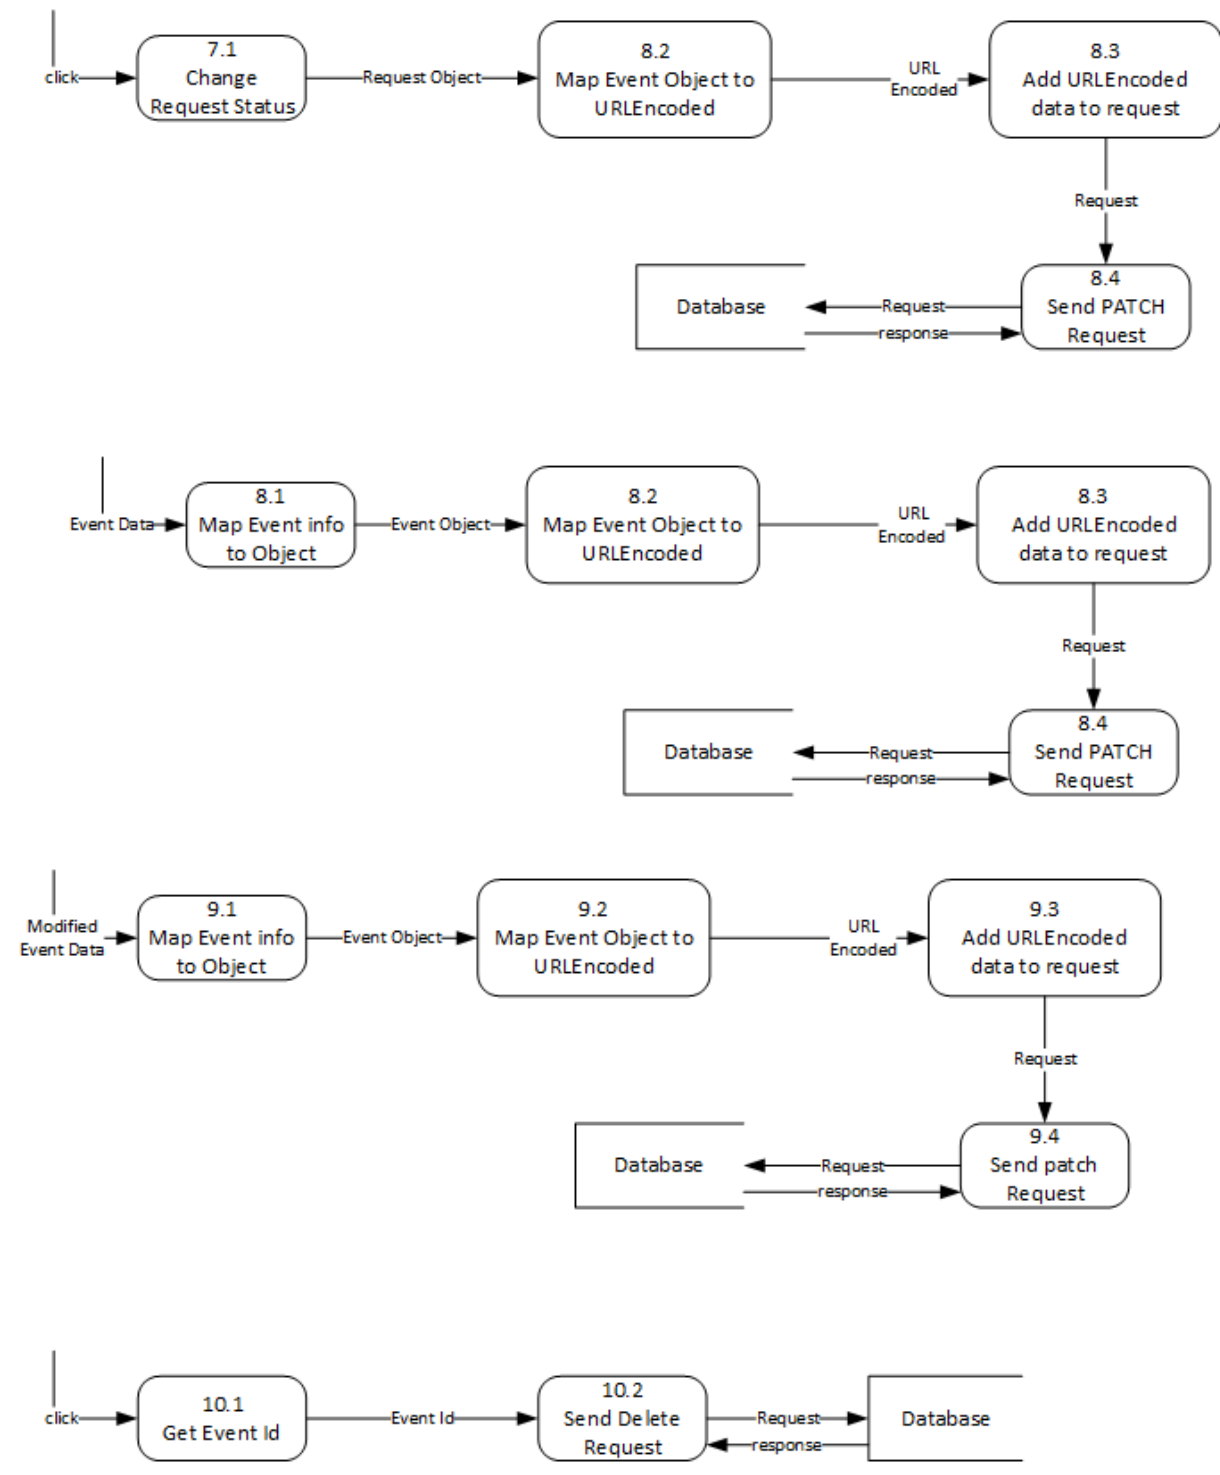 7.1
Change
Request Status
click
Request Object
8.2
Map Event Object to
URLEncoded
URL
Encoded
8.3
Add URLEncoded
data to request
Request
Database
Request
response
8.4
Send PATCH
Request
Event Data
8.1
Map Event info
to Object
Event Object
8.2
Map Event Object to
URLEncoded
URL
Encoded
8.3
Add URLEncoded
data to request
Request
Database
Request
response
8.4
Send PATCH
Request
Modified
Event Data
9.1
Map Event info
to Object
Event Object
9.2
Map Event Object to
URLEncoded
URL
Encoded
9.3
Add URLEncoded
data to request
Request
Database
Request
response
9.4
Send patch
Request
click
10.1
Get Event Id
Event Id
10.2
Send Delete
Request
Request
response
Database